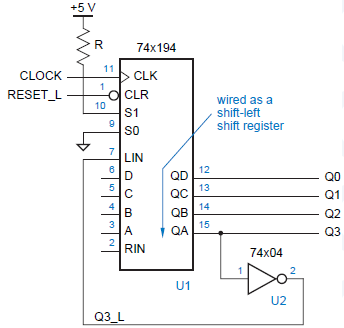 +5 V
R
74x194
CLOCK 11 CLK
RESET_L 1 CLR
10 S1
9 S0
wired as a
shift-left
shift register
7 LIN
6 D QD 12 Q0
5 C QC 13 Q1
4 B QB 14 Q2
3 A QA 15 Q3
2 RIN
74x04
1 2
U1
U2
Q3_L